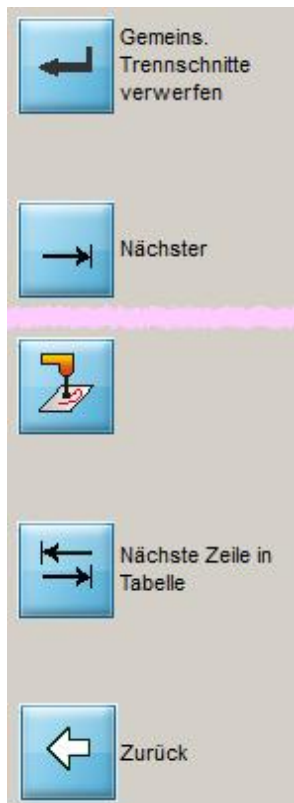 Gemeins.
Trennschnitte
verwerfen
Nächster
Nächste Zeile in
Tabelle
Zurück